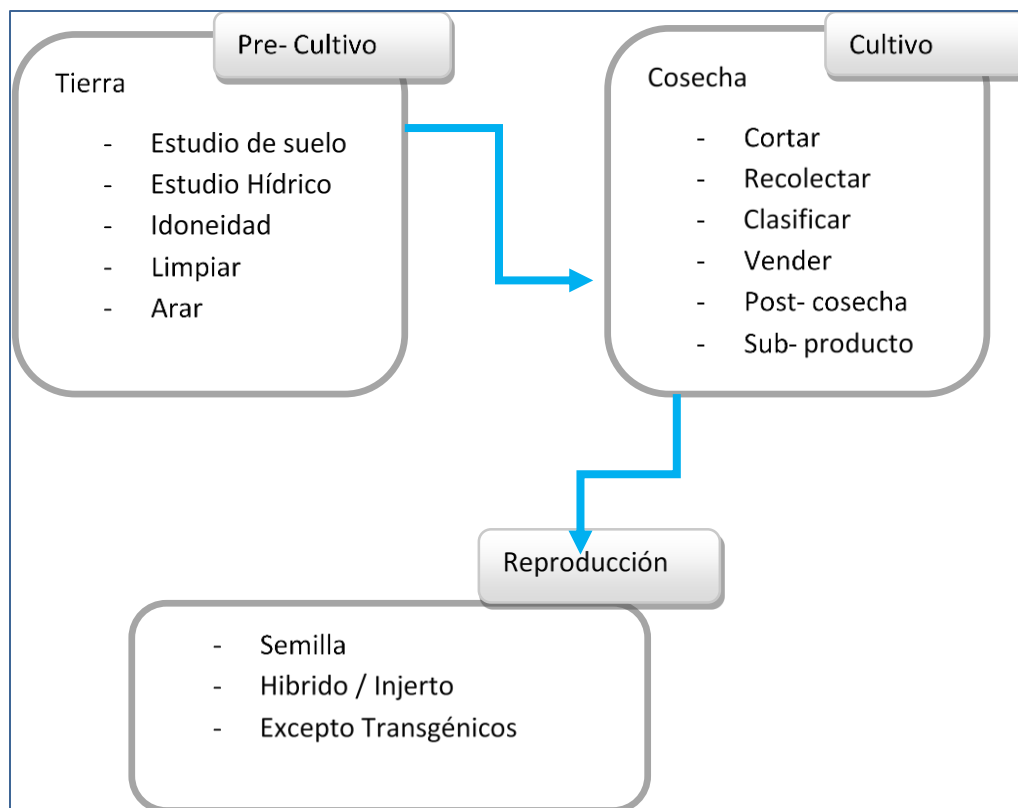 Pre- Cultivo
Tierra
- Estudio de suelo
- Estudio Hídrico
- Idoneidad
- Limpiar
- Arar
Cultivo
Cosecha
- Cortar
- Recolectar
- Clasificar
- Vender
- Post- cosecha
- Sub- producto
Reproducción
- Semilla
- Hibrido / Injerto
- Excepto Transgénicos